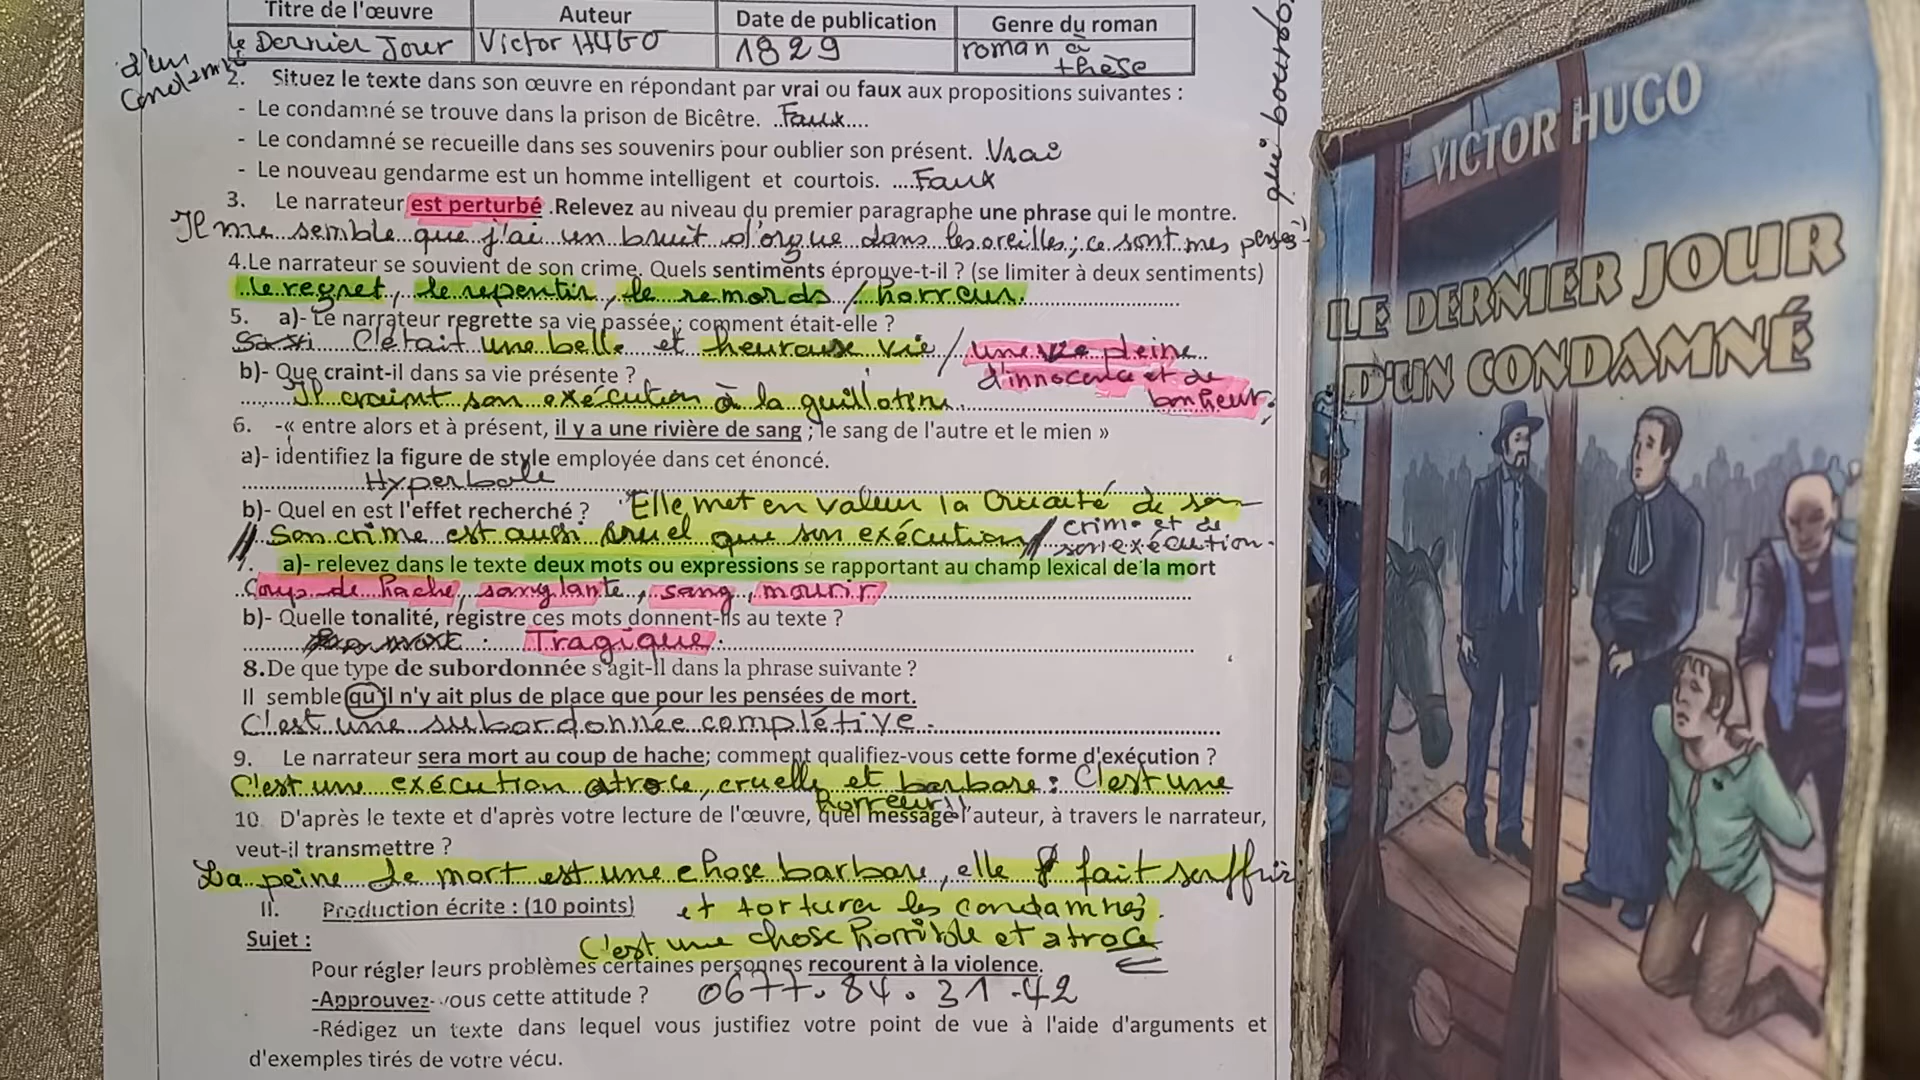 Titre de l'œuvre Auteur Date de publication Genre du roman
le Dernier Jour d'un Condamné Victor HUGO 1829 roman à thèse
2. Situez le texte dans son œuvre en répondant par vrai ou faux aux propositions suivantes :
- Le condamné se trouve dans la prison de Bicêtre. ..Faux....
- Le condamné se recueille dans ses souvenirs pour oublier son présent. .Vrai
- Le nouveau gendarme est un homme intelligent et courtois. ....Faux
3. Le narrateur est perturbé .Relevez au niveau du premier paragraphe une phrase qui le montre.
Il me semble que j'ai un bruit d'orgue dans les oreilles ; ce sont mes
qui
4.Le narrateur se souvient de son crime. Quels sentiments éprouve-t-il ? (se limiter à deux sentiments)
le regret, le repentir, le remords / horreur.
5. a)- Le narrateur regrette sa vie passée ; comment était-elle ?
C'était une belle et heureuse vie / une vie pleine
d'innocence et de
bonheur.
b)- Que craint-il dans sa vie présente ?
Il craint son exécution à la guillotine.
6. -« entre alors et à présent, il y a une rivière de sang ; le sang de l'autre et le mien »
a)- identifiez la figure de style employée dans cet énoncé.
Hyperbole
b)- Quel en est l'effet recherché ? Elle met en valeur la Cruauté de son
crime et de
son exécution.
// Son crime est aussi cruel que son exécution //
7. a)- relevez dans le texte deux mots ou expressions se rapportant au champ lexical de la mort
Coup de hache, sanglante, sang, mourir
b)- Quelle tonalité, registre ces mots donnent-ils au texte ?
Tragique.
8.De que type de subordonnée s'agit-il dans la phrase suivante ?
Il semble qu'il n'y ait plus de place que pour les pensées de mort.
C'est une subordonnée complétive.
9. Le narrateur sera mort au coup de hache; comment qualifiez-vous cette forme d'exécution ?
C'est une exécution atroce, cruelle et barbare : C'est une
horreur !!
10. D'après le texte et d'après votre lecture de l'œuvre, quel message l'auteur, à travers le narrateur,
veut-il transmettre ?
La peine de mort est une chose barbare, elle fait souffrir
et torturer les condamnés.
C'est une chose horrible et atroce
II. Production écrite : (10 points)
Sujet :
Pour régler leurs problèmes certaines personnes recourent à la violence.
-Approuvez-vous cette attitude ? 0677.84.31.42
-Rédigez un texte dans lequel vous justifiez votre point de vue à l'aide d'arguments et
d'exemples tirés de votre vécu.
VICTOR HUGO
LE DERNIER JOUR
D'UN CONDAMNÉ